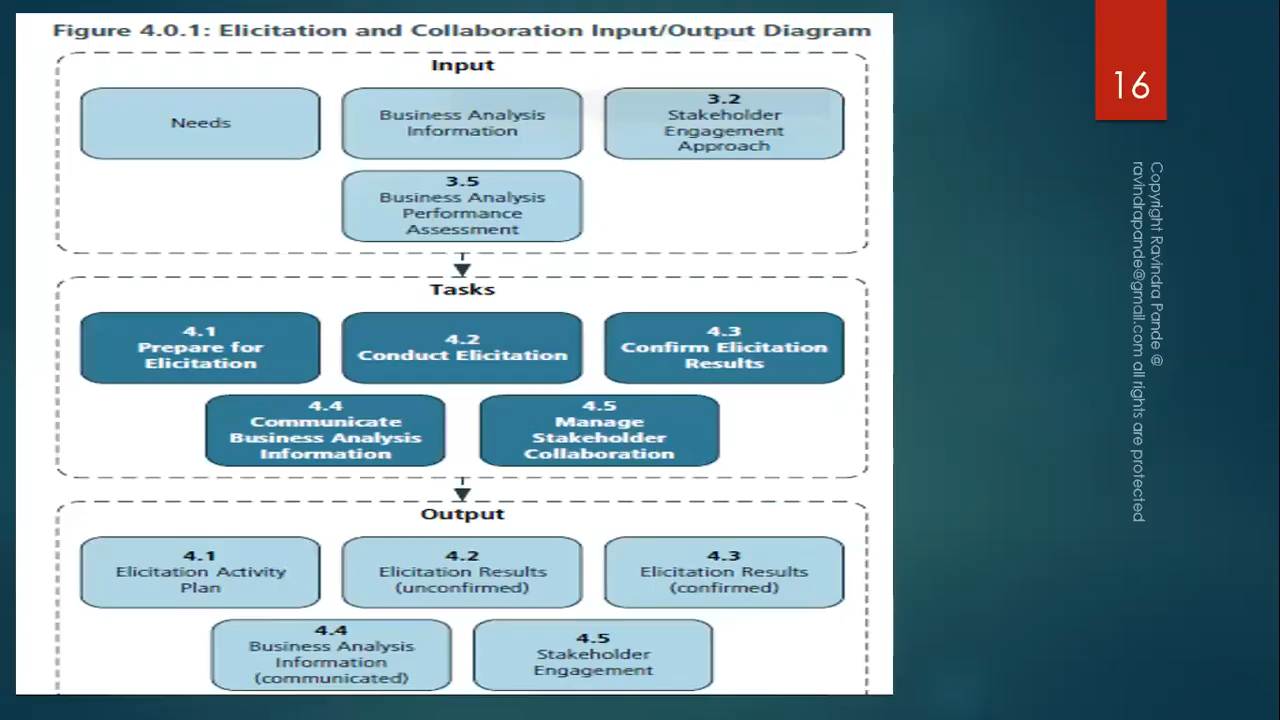 Figure 4.0.1: Elicitation and Collaboration Input/Output Diagram
Input
Needs
Business Analysis
Information
3.2
Stakeholder
Engagement
Approach
3.5
Business Analysis
Performance
Assessment
Tasks
4.1
Prepare for
Elicitation
4.2
Conduct Elicitation
4.3
Confirm Elicitation
Results
4.4
Communicate
Business Analysis
Information
4.5
Manage
Stakeholder
Collaboration
Output
4.1
Elicitation Activity
Plan
4.2
Elicitation Results
(unconfirmed)
4.3
Elicitation Results
(confirmed)
4.4
Business Analysis
Information
(communicated)
4.5
Stakeholder
Engagement
16
Copyright Ravindra Pande @
ravindrapande@gmail.com all rights are protected